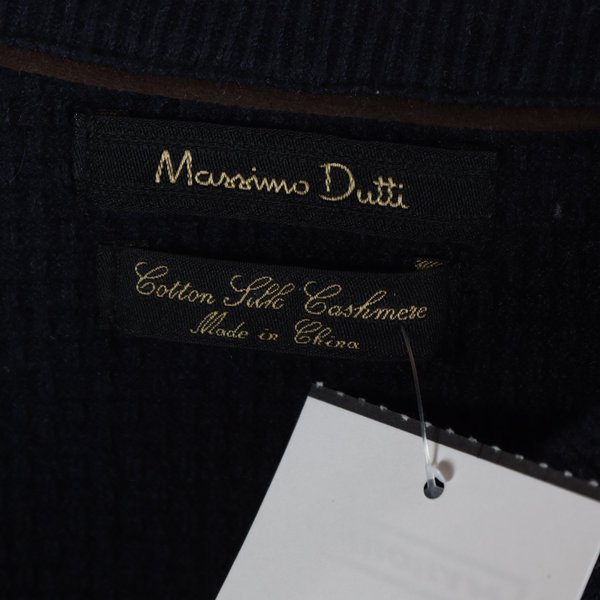 Massimo Dutti
Cotton Silk Cashmere
Made in China